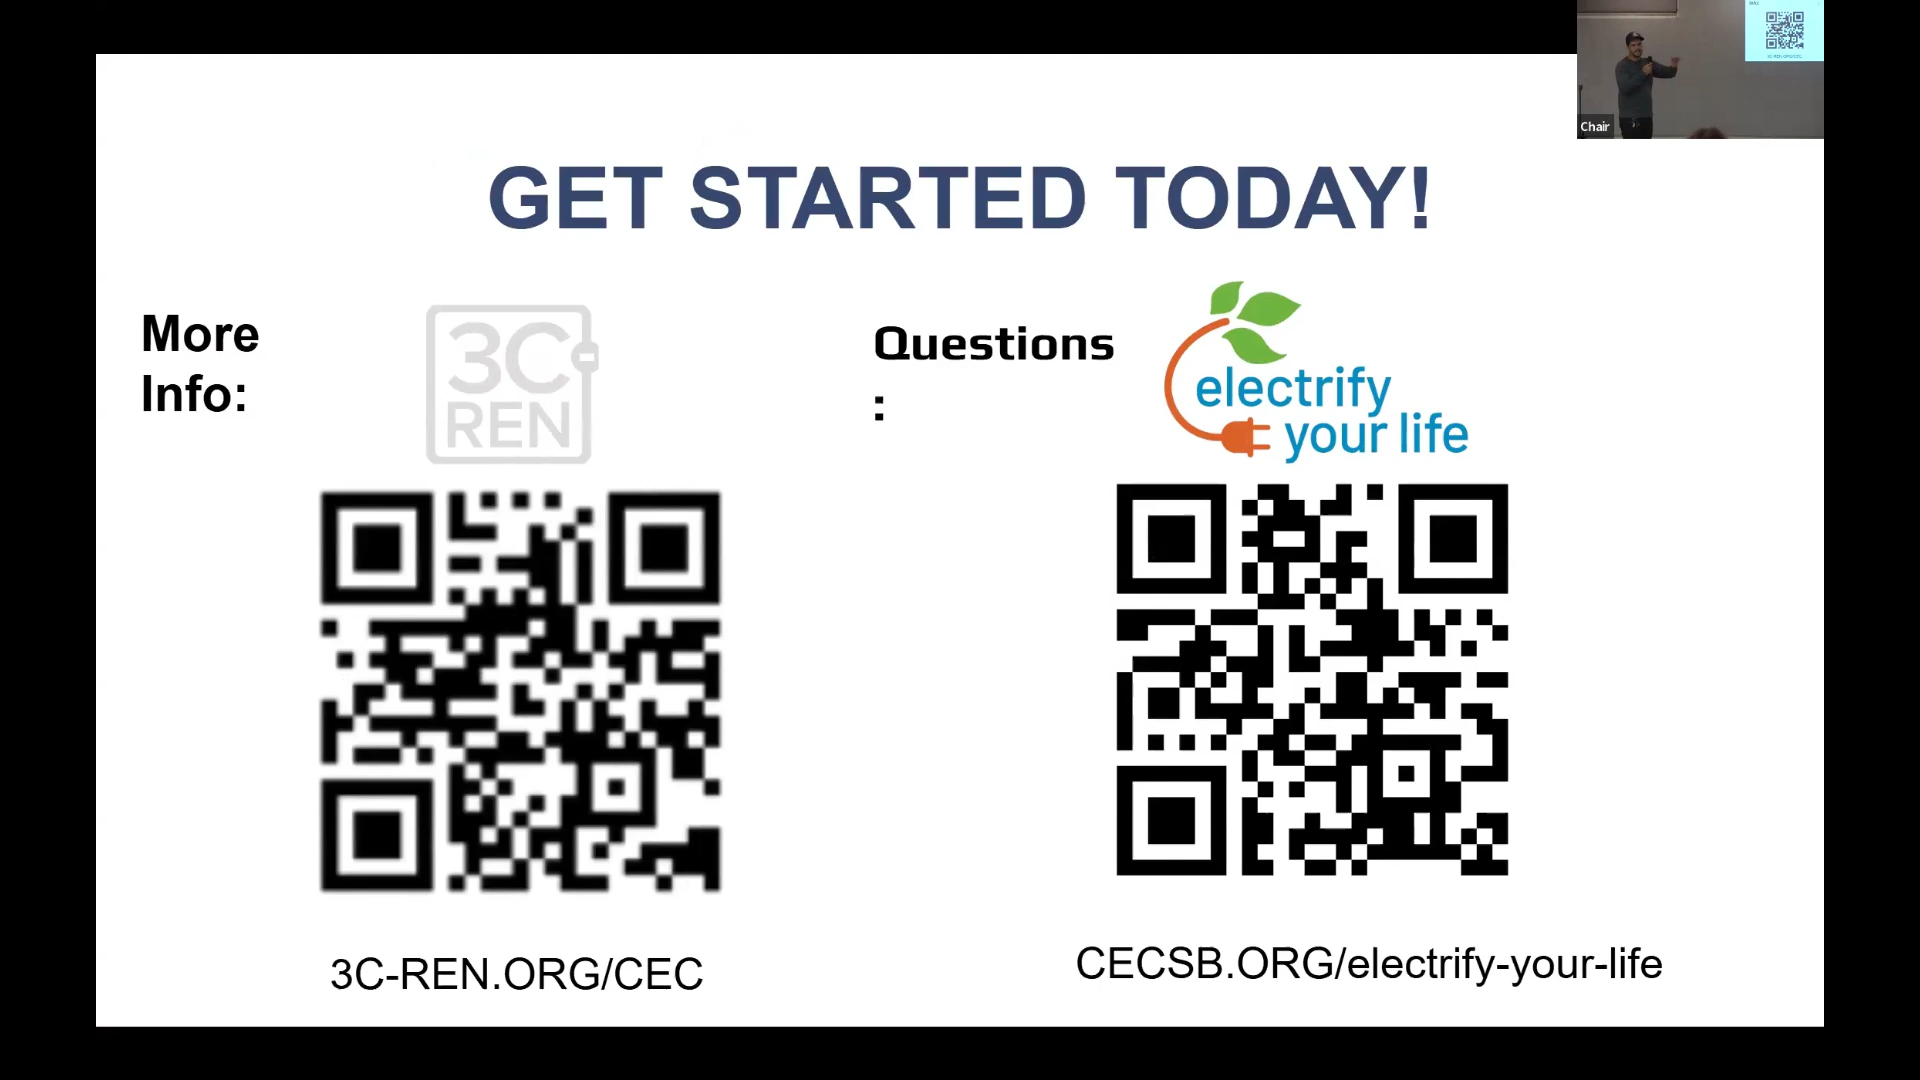 Chair
GET STARTED TODAY!
More
Info:
3C
REN
Questions
:
electrify
your life
3C-REN.ORG/CEC
CECSB.ORG/electrify-your-life